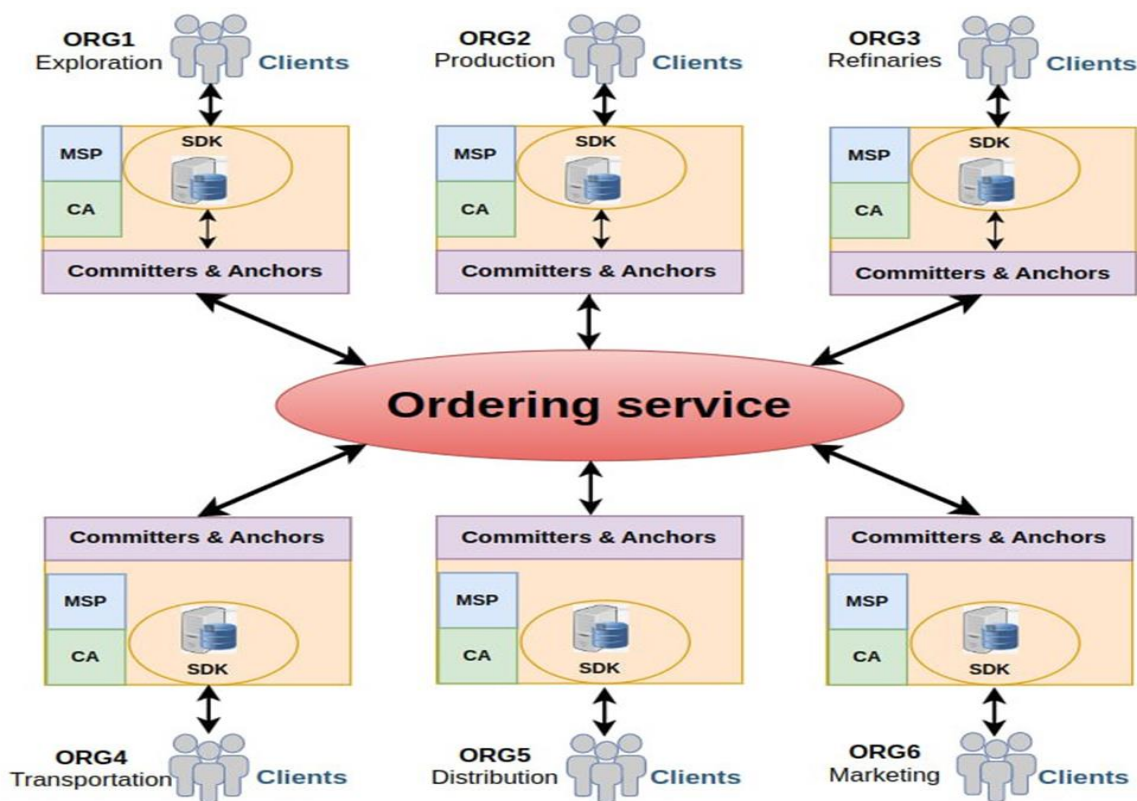 ORG1
Exploration
Clients
ORG2
Production
Clients
ORG3
Refinaries
Clients
MSP
SDK
CA
Committers & Anchors
MSP
SDK
CA
Committers & Anchors
MSP
SDK
CA
Committers & Anchors
Ordering service
Committers & Anchors
MSP
CA
SDK
Committers & Anchors
MSP
CA
SDK
Committers & Anchors
MSP
CA
SDK
ORG4
Transportation
Clients
ORG5
Distribution
Clients
ORG6
Marketing
Clients